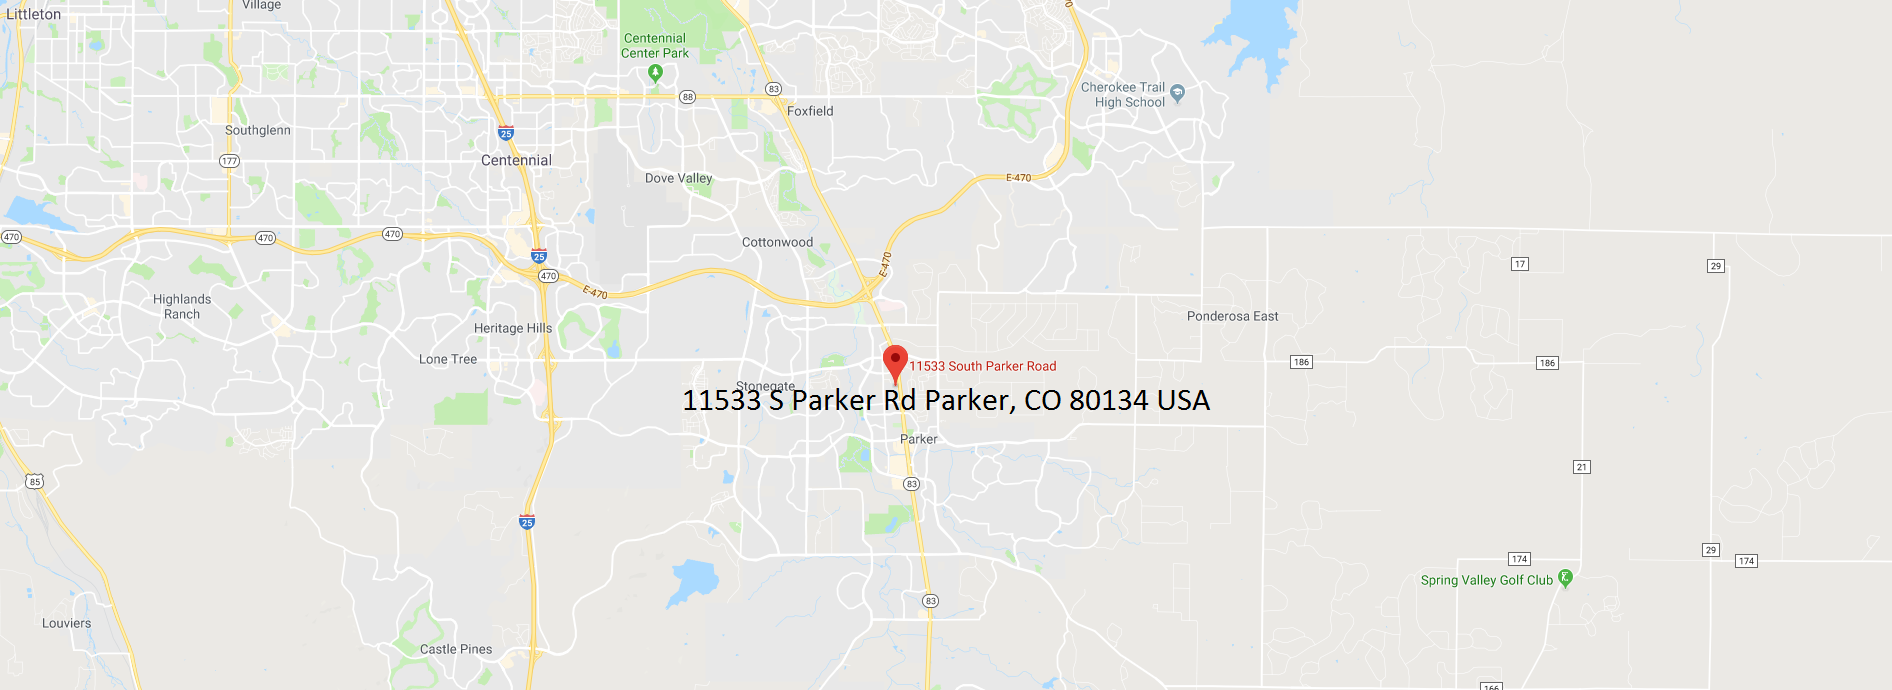 Littleton
Village
Centennial
Center Park
88
83
Foxfield
Cherokee Trail
High School
Southglenn
25
177
Centennial
Dove Valley
E-470
470
470
470
Cottonwood
25
470
E-470
E-470
17
29
Highlands
Ranch
Heritage Hills
Ponderosa East
Lone Tree
11533 South Parker Road
186
186
Stonegate
11533 S Parker Rd Parker, CO 80134 USA
Parker
85
83
21
25
174
29
174
Spring Valley Golf Club
83
Louviers
Castle Pines
166